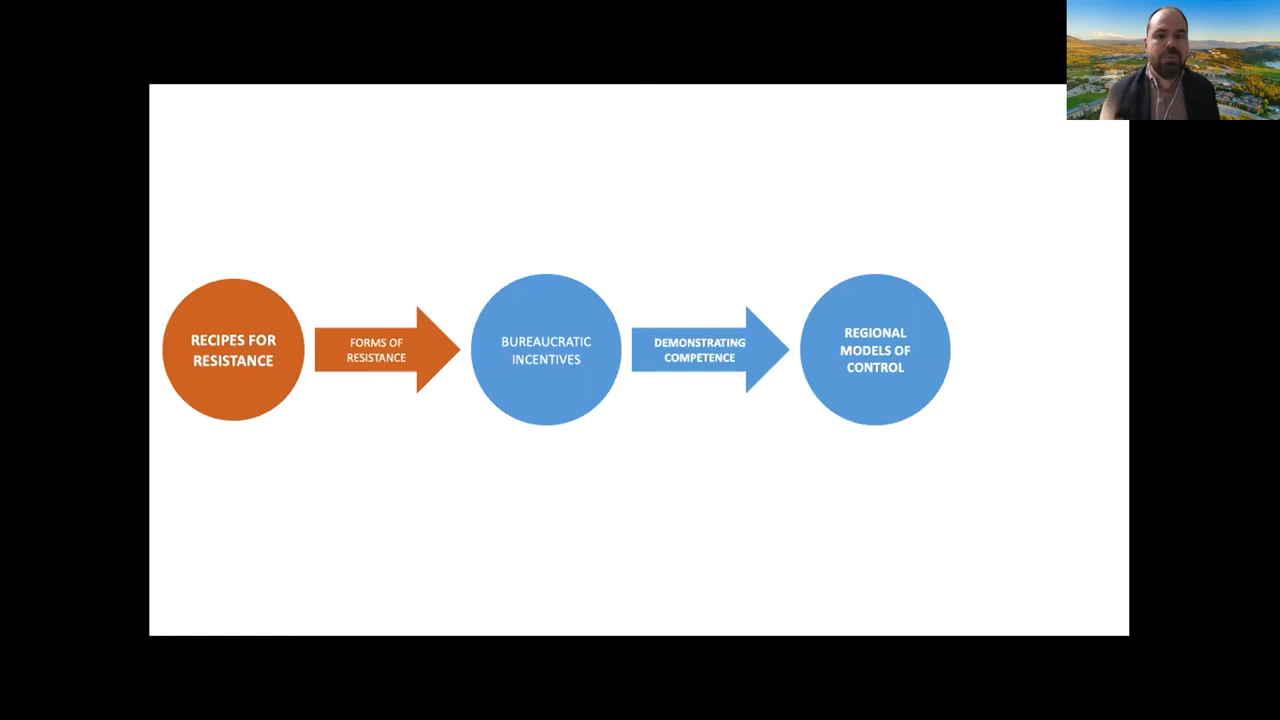 RECIPES FOR
RESISTANCE
FORMS OF
RESISTANCE
BUREAUCRATIC
INCENTIVES
DEMONSTRATING
COMPETENCE
REGIONAL
MODELS OF
CONTROL